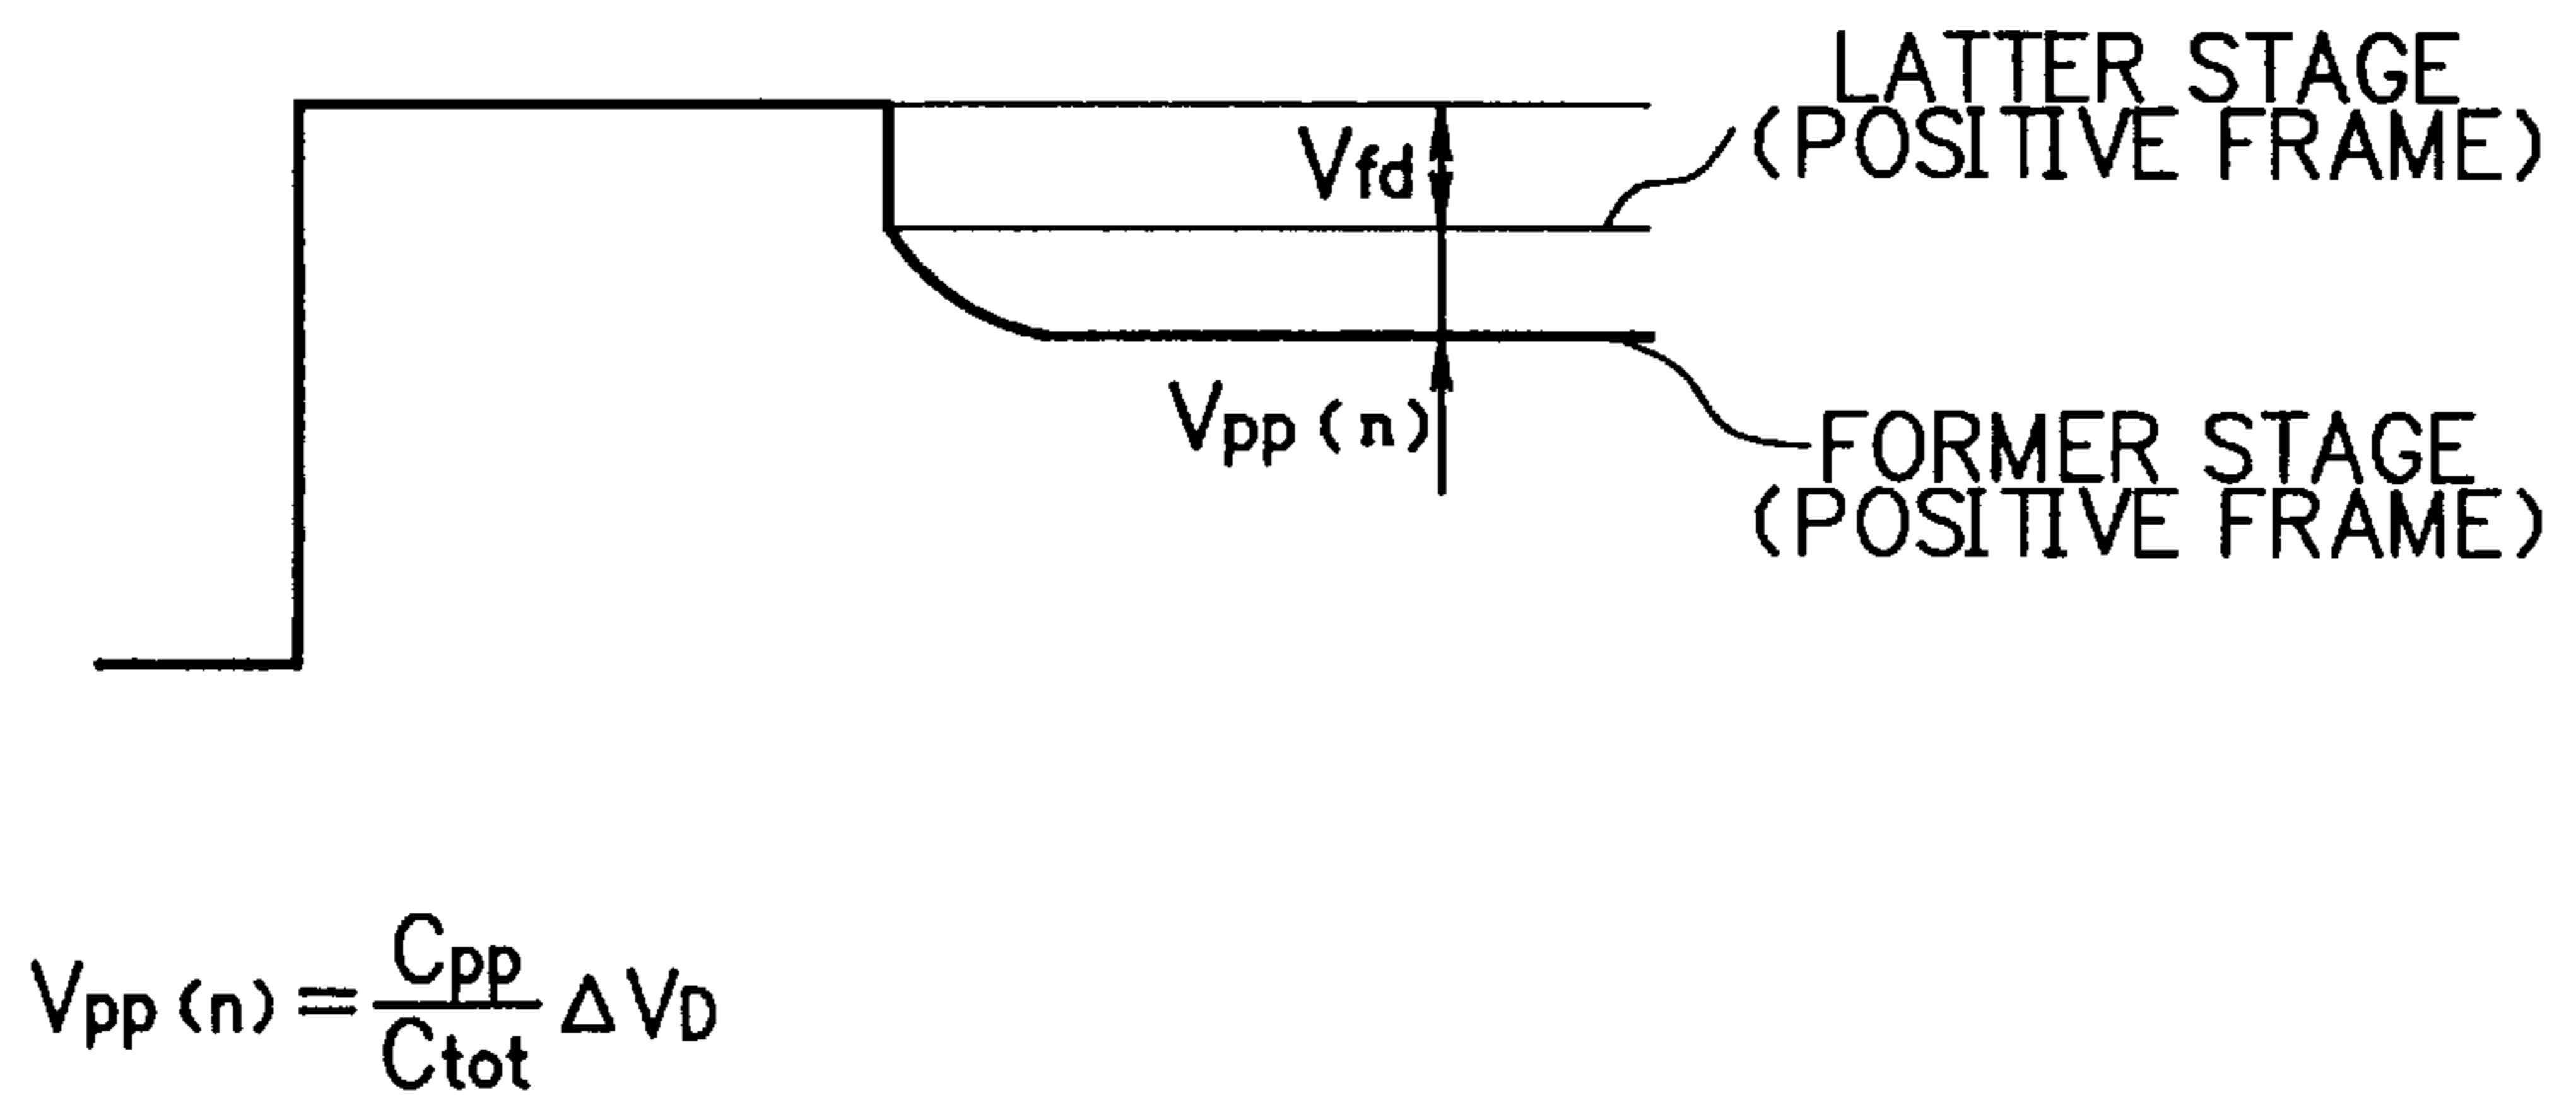 LATTER STAGE
(POSITIVE FRAME)
Vfd
Vpp (n)
FORMER STAGE
(POSITIVE FRAME)
Vpp (n) = Cpp/Ctot ΔVD